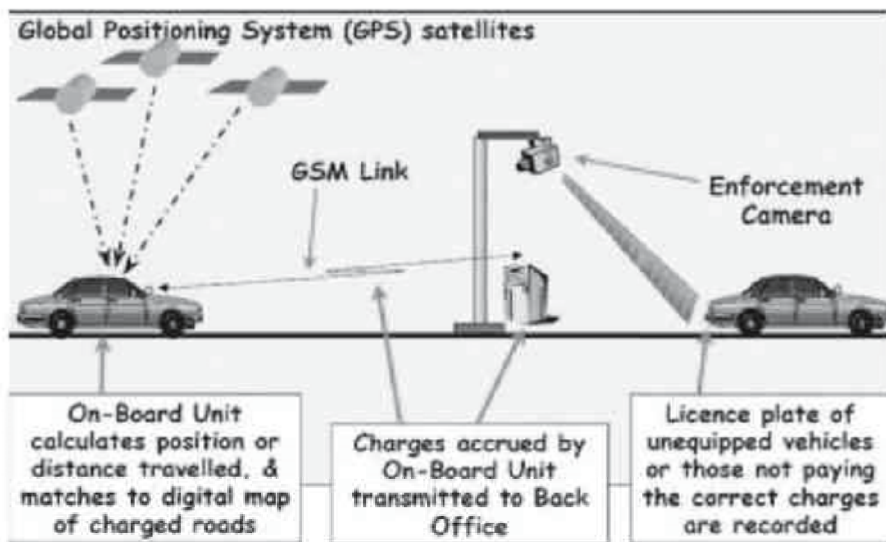 Global Positioning System (GPS) satellites
GSM Link
Enforcement
Camera
On-Board Unit
calculates position or
distance travelled, &
matches to digital map
of charged roads
Charges accrued by
On-Board Unit
transmitted to Back
Office
Licence plate of
unequipped vehicles
or those not paying
the correct charges
are recorded